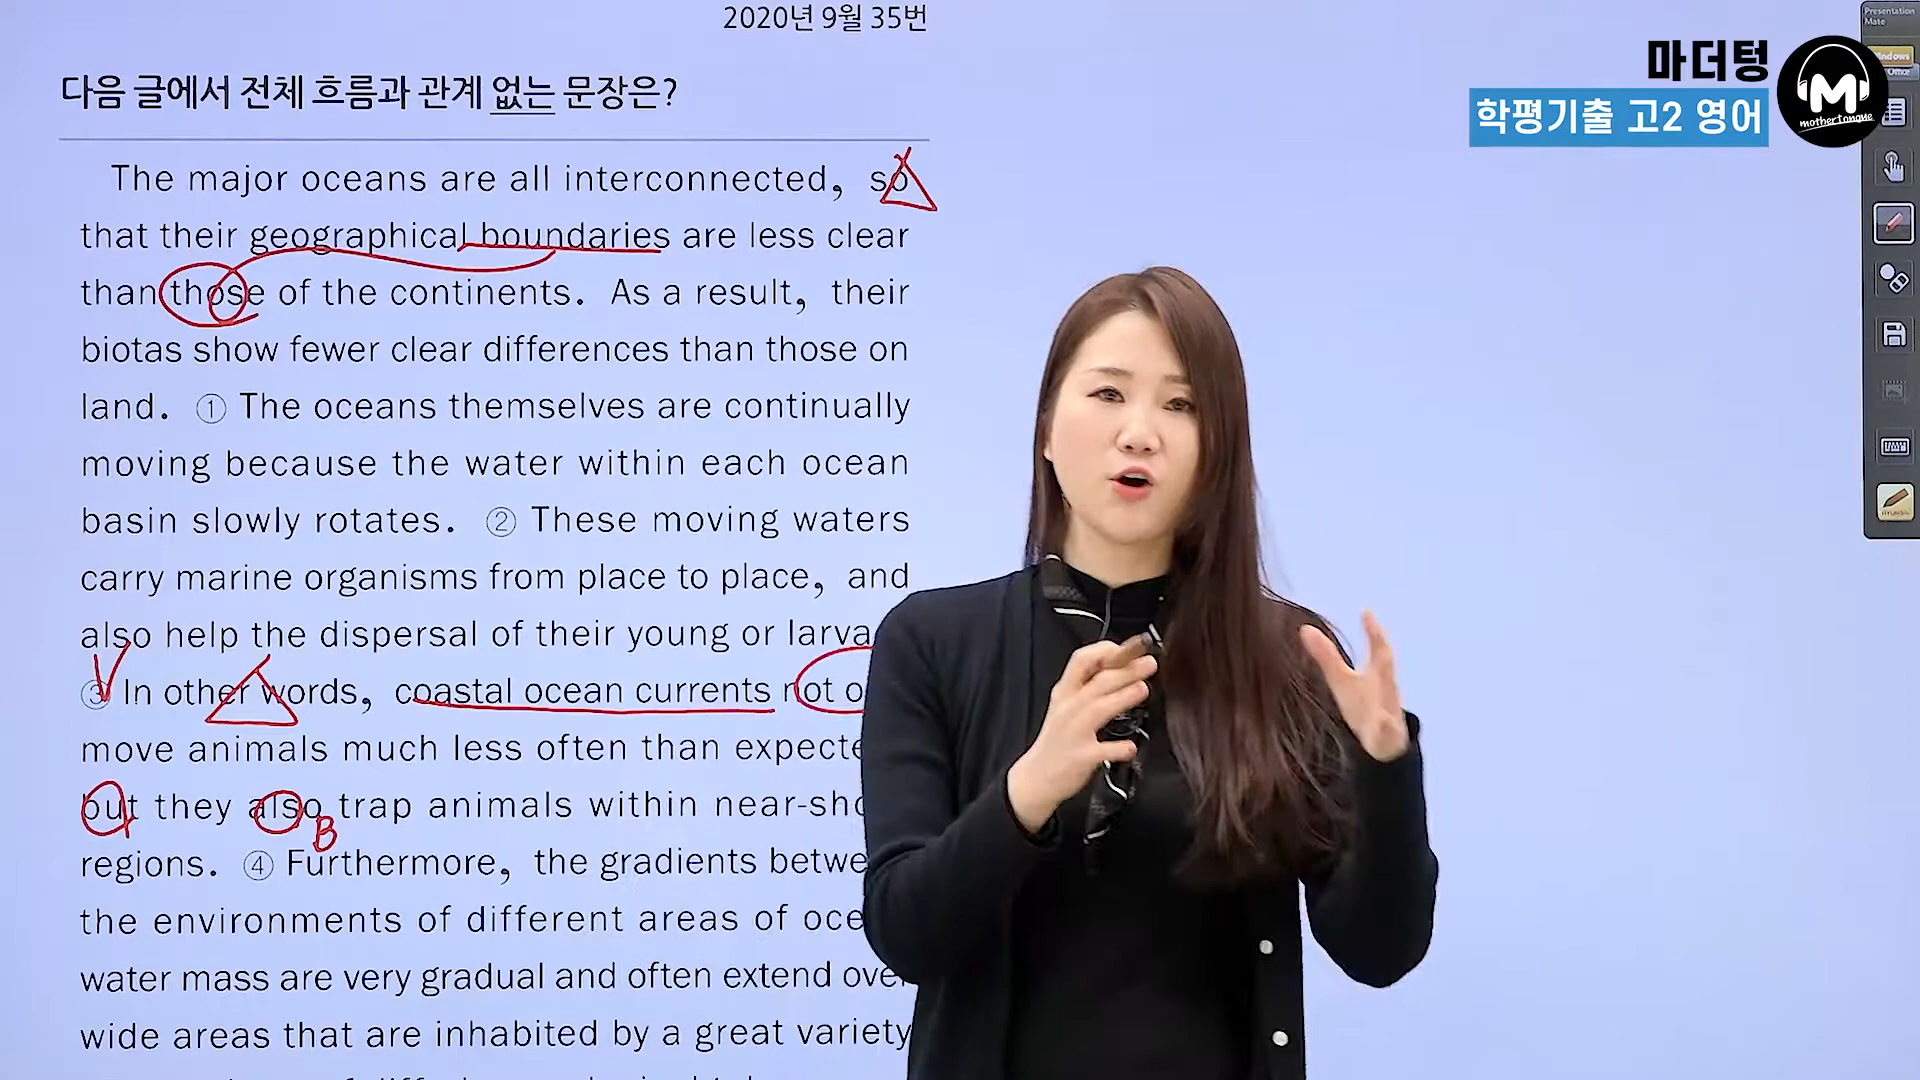 2020년 9월 35번
다음 글에서 전체 흐름과 관계 없는 문장은?
The major oceans are all interconnected, so
that their geographical boundaries are less clear
than those of the continents. As a result, their
biotas show fewer clear differences than those on
land. ① The oceans themselves are continually
moving because the water within each ocean
basin slowly rotates. ② These moving waters
carry marine organisms from place to place, and
also help the dispersal of their young or larva
③ In other words, coastal ocean currents not o
move animals much less often than expecte
but they also trap animals within near-sho
B
regions. ④ Furthermore, the gradients betwe
the environments of different areas of oce
water mass are very gradual and often extend over
wide areas that are inhabited by a great variety
마더텅
학평기출 고2 영어
M
mothertongue
Presentation
Mate